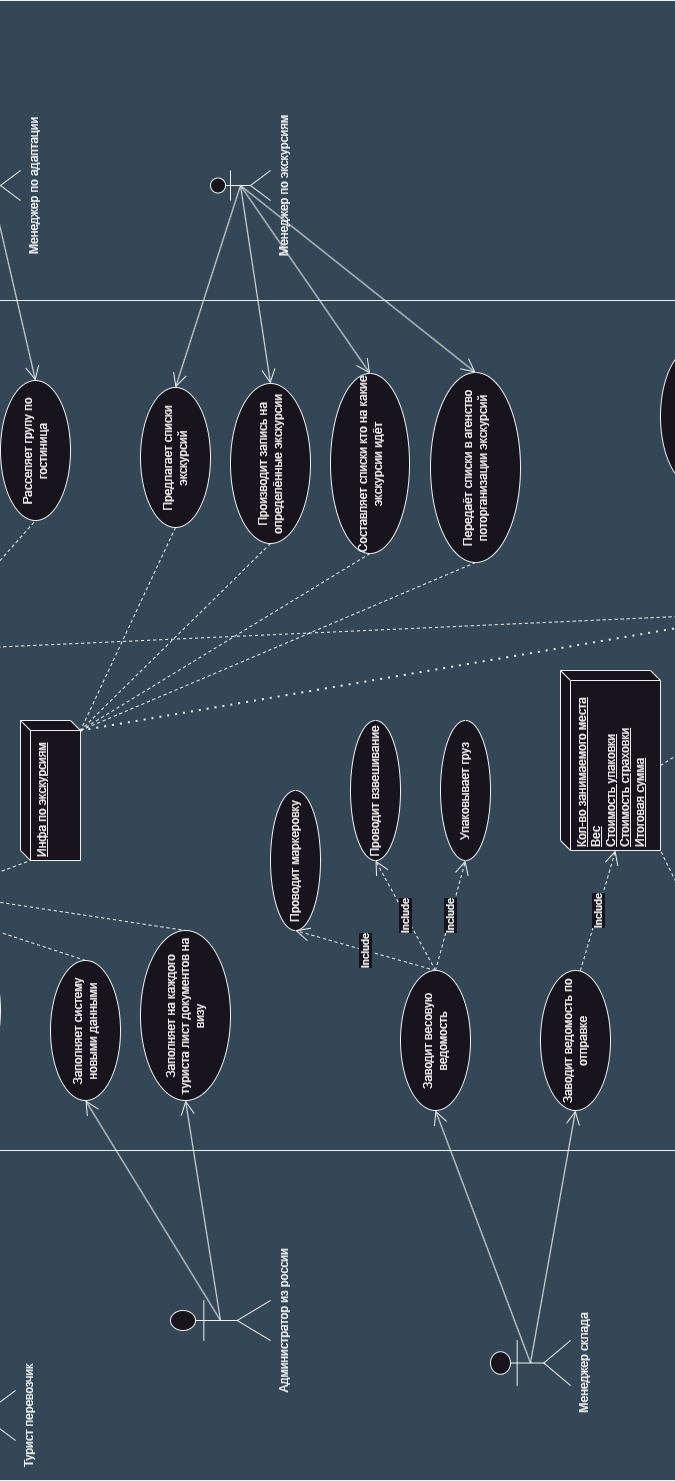 Менеджер по адаптации
Менеджер по экскурсиям
Расселяет групу по
гостиница
Предлагает списки
экскурсий
Производит запись на
определённые экскурсии
Составляет списки кто на какие
экскурсии идёт
Передаёт списки в агенство
поторганизации экскурсий
Инфа по экскурсиям
Проводит маркеровку
Проводит взвешивание
Упаковывает груз
Кол-во занимаемого места
Вес
Стоимость упаковки
Стоимость страховки
Итоговая сумма
Include
Include
Include
Include
Заполняет систему
новыми данными
Заполняет на каждого
туриста лист документов на
визу
Заводит весовую
ведомость
Заводит ведомость по
отправке
Турист перевозчик
Администратор из россии
Менеджер склада